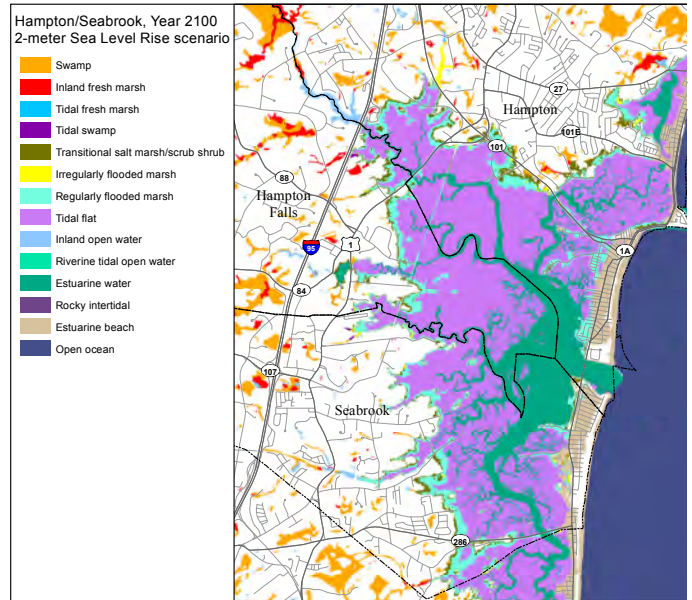 Hampton/Seabrook, Year 2100
2-meter Sea Level Rise scenario
Swamp
Inland fresh marsh
Tidal fresh marsh
Tidal swamp
Transitional salt marsh/scrub shrub
Irregularly flooded marsh
Regularly flooded marsh
Tidal flat
Inland open water
Riverine tidal open water
Estuarine water
Rocky intertidal
Estuarine beach
Open ocean
27
Hampton
101E
101
88
Hampton
Falls
1
95
1A
84
107
Seabrook
286